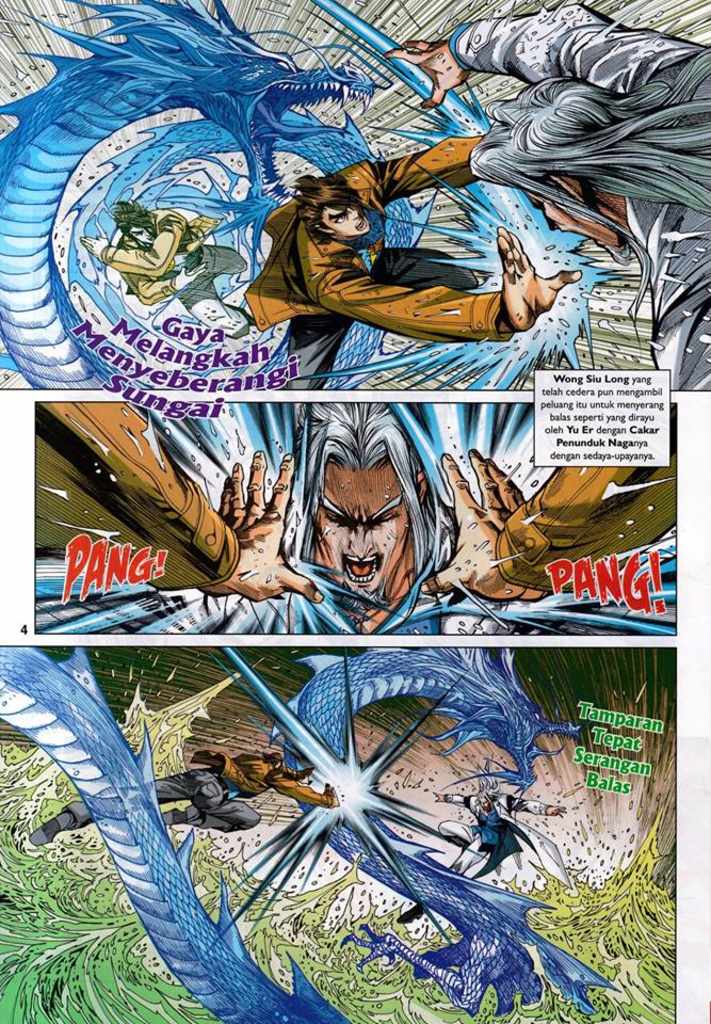 Gaya
Melangkah
Menyeberangi
Sungai
Wong Siu Long yang
telah cedera pun mengambil
peluang itu untuk menyerang
balas seperti yang dirayu
oleh Yu Er dengan Cakar
Penunduk Naganya
dengan sedaya-upayanya.
PANG!
PANG!
4
Tamparan
Tepat
Serangan
Balas